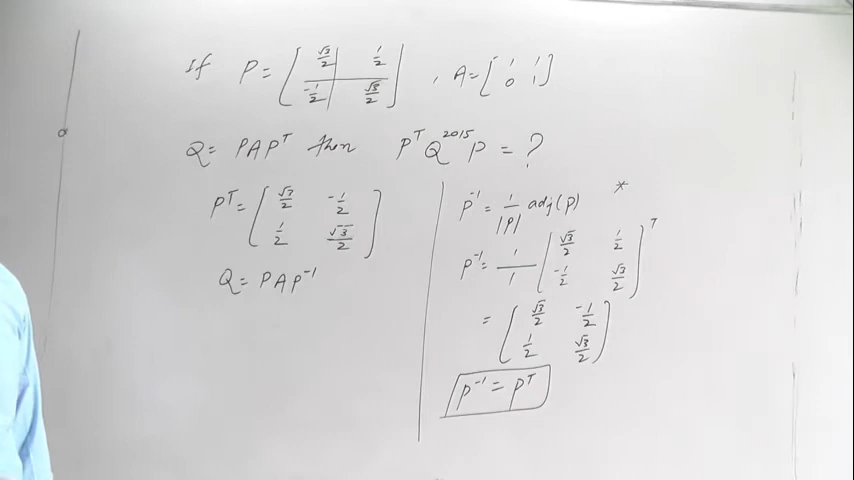 If P = [ √3/2 1/2 -1/2 √3/2 ] , A = [ 1 1 0 1 ]
Q = PAP^T then P^T Q^2015 P = ?
P^T = [ √3/2 -1/2 1/2 √3/2 ]
Q = PAP^-1
P^-1 = 1/|P| adj(P) *
P^-1 = 1/1 [ √3/2 1/2 -1/2 √3/2 ]^T
= [ √3/2 -1/2 1/2 √3/2 ]
P^-1 = P^T